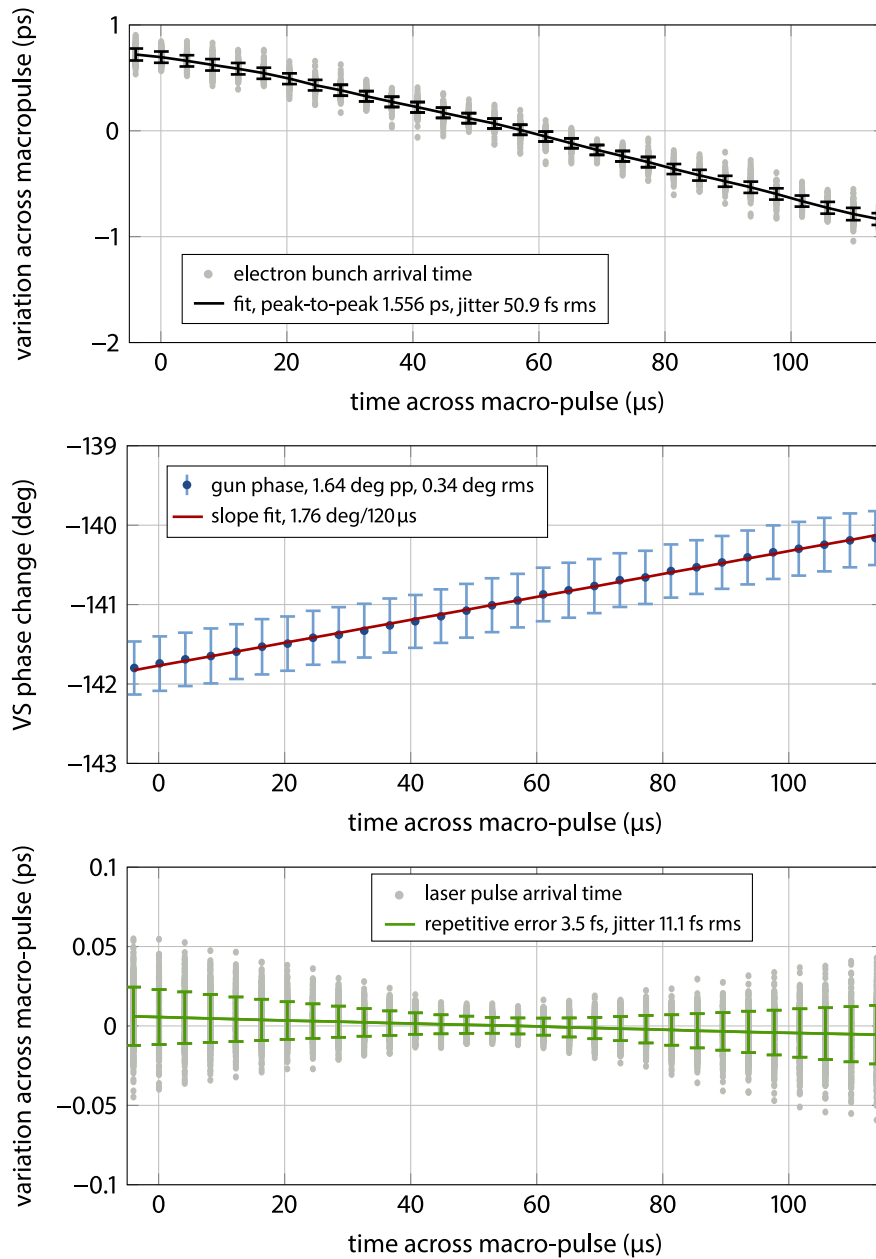 variation across macropulse (ps)
1
0
−1
−2
electron bunch arrival time
fit, peak-to-peak 1.556 ps, jitter 50.9 fs rms
0 20 40 60 80 100
time across macro-pulse (µs)
VS phase change (deg)
−139
−140
−141
−142
−143
gun phase, 1.64 deg pp, 0.34 deg rms
slope fit, 1.76 deg/120 µs
0 20 40 60 80 100
time across macro-pulse (µs)
variation across macro-pulse (ps)
0.1
0.05
0
−0.05
−0.1
laser pulse arrival time
repetitive error 3.5 fs, jitter 11.1 fs rms
0 20 40 60 80 100
time across macro-pulse (µs)